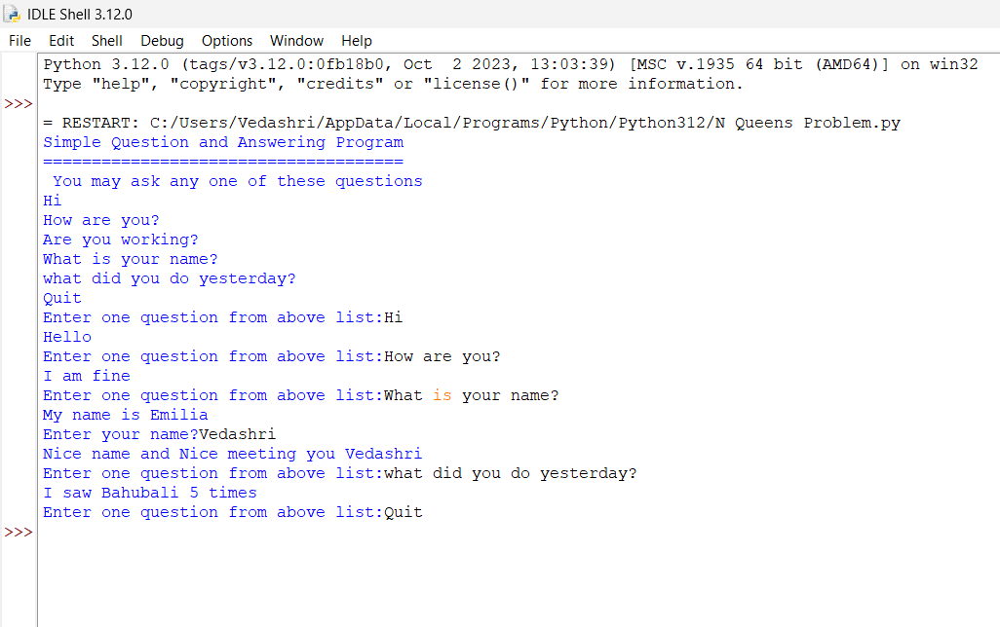 IDLE Shell 3.12.0
File Edit Shell Debug Options Window Help
Python 3.12.0 (tags/v3.12.0:0fb18b0, Oct  2 2023, 13:03:39) [MSC v.1935 64 bit (AMD64)] on win32
Type "help", "copyright", "credits" or "license()" for more information.
>>>
= RESTART: C:/Users/Vedashri/AppData/Local/Programs/Python/Python312/N Queens Problem.py
Simple Question and Answering Program
=====================================
 You may ask any one of these questions
Hi
How are you?
Are you working?
What is your name?
what did you do yesterday?
Quit
Enter one question from above list:Hi
Hello
Enter one question from above list:How are you?
I am fine
Enter one question from above list:What is your name?
My name is Emilia
Enter your name?Vedashri
Nice name and Nice meeting you Vedashri
Enter one question from above list:what did you do yesterday?
I saw Bahubali 5 times
Enter one question from above list:Quit
>>>